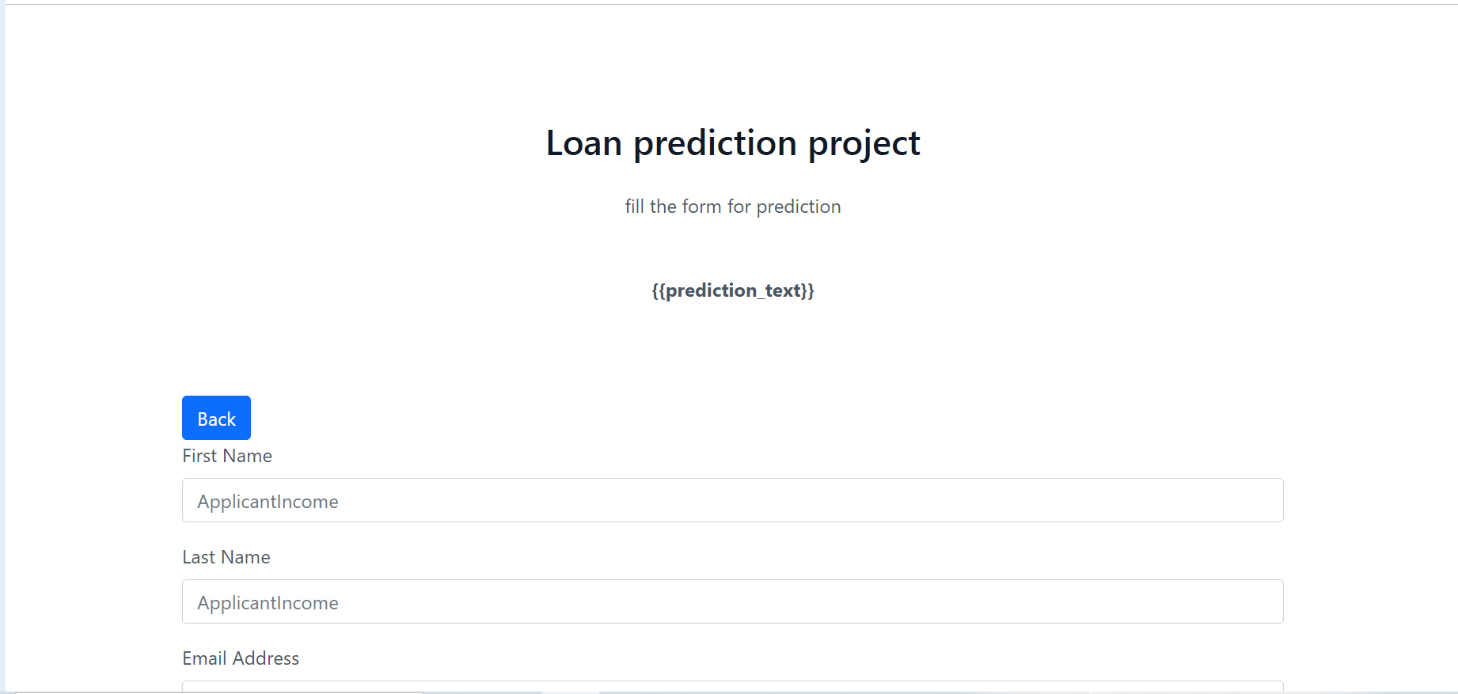 Loan prediction project
fill the form for prediction
{{prediction_text}}
Back
First Name
ApplicantIncome
Last Name
ApplicantIncome
Email Address